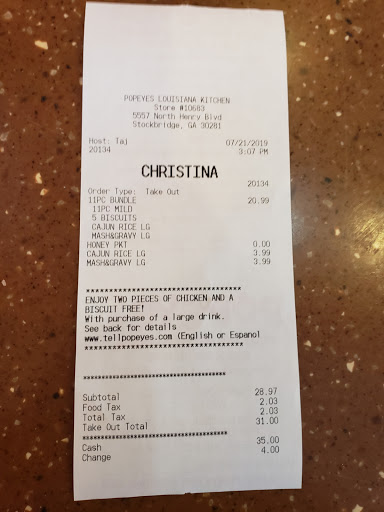 POPEYES LOUISIANA KITCHEN
Store #10683
5557 North Henry Blvd
Stockbridge, GA 30281
Host: Taj 07/21/2019
20134 3:07 PM
CHRISTINA
20134
Order Type: Take Out
11PC BUNDLE 20.99
11PC MILD
5 BISCUITS
CAJUN RICE LG
MASH&GRAVY LG
HONEY PKT 0.00
CAJUN RICE LG 3.99
MASH&GRAVY LG 3.99
*********************************
ENJOY TWO PIECES OF CHICKEN AND A
BISCUIT FREE!
With purchase of a large drink.
See back for details
www.tellpopeyes.com (English or Espanol
*********************************
*************************************
Subtotal 28.97
Food Tax 2.03
Total Tax 2.03
Take Out Total 31.00
*************************************
Cash 35.00
Change 4.00